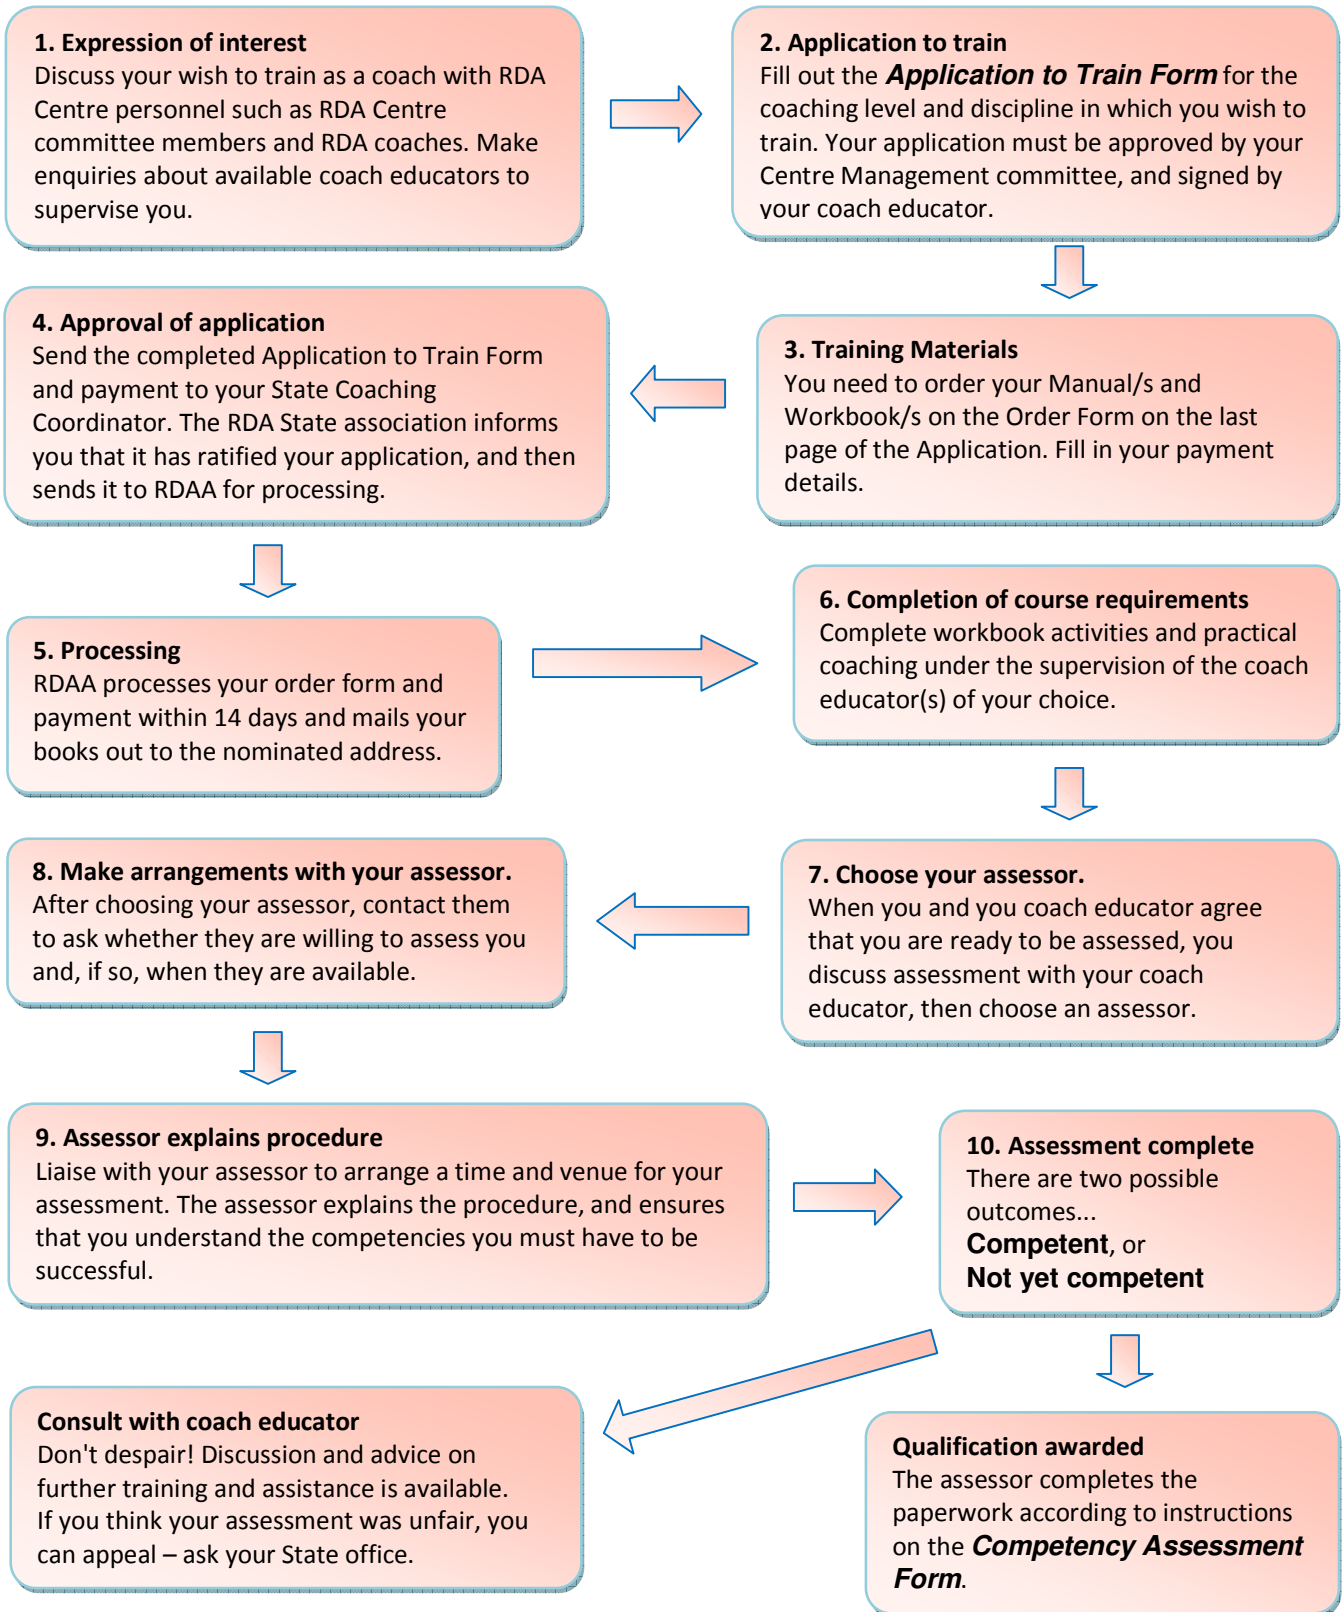 1. Expression of interest
Discuss your wish to train as a coach with RDA
Centre personnel such as RDA Centre
committee members and RDA coaches. Make
enquiries about available coach educators to
supervise you.
2. Application to train
Fill out the Application to Train Form for the
coaching level and discipline in which you wish to
train. Your application must be approved by your
Centre Management committee, and signed by
your coach educator.
3. Training Materials
You need to order your Manual/s and
Workbook/s on the Order Form on the last
page of the Application. Fill in your payment
details.
4. Approval of application
Send the completed Application to Train Form
and payment to your State Coaching
Coordinator. The RDA State association informs
you that it has ratified your application, and then
sends it to RDAA for processing.
5. Processing
RDAA processes your order form and
payment within 14 days and mails your
books out to the nominated address.
6. Completion of course requirements
Complete workbook activities and practical
coaching under the supervision of the coach
educator(s) of your choice.
7. Choose your assessor.
When you and you coach educator agree
that you are ready to be assessed, you
discuss assessment with your coach
educator, then choose an assessor.
8. Make arrangements with your assessor.
After choosing your assessor, contact them
to ask whether they are willing to assess you
and, if so, when they are available.
9. Assessor explains procedure
Liaise with your assessor to arrange a time and venue for your
assessment. The assessor explains the procedure, and ensures
that you understand the competencies you must have to be
successful.
10. Assessment complete
There are two possible
outcomes...
Competent, or
Not yet competent
Consult with coach educator
Don't despair! Discussion and advice on
further training and assistance is available.
If you think your assessment was unfair, you
can appeal – ask your State office.
Qualification awarded
The assessor completes the
paperwork according to instructions
on the Competency Assessment
Form.